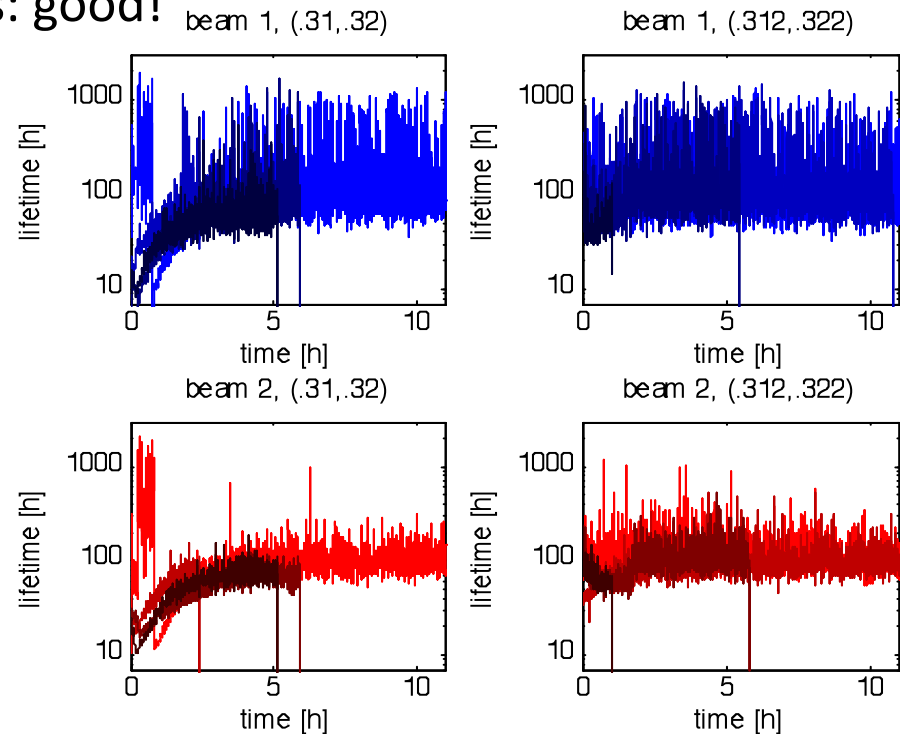 s: good!
beam 1, (.31,.32)
beam 1, (.312,.322)
1000
100
10
lifetime [h]
0 5 10
time [h]
1000
100
10
lifetime [h]
0 5 10
time [h]
beam 2, (.31,.32)
beam 2, (.312,.322)
1000
100
10
lifetime [h]
0 5 10
time [h]
1000
100
10
lifetime [h]
0 5 10
time [h]